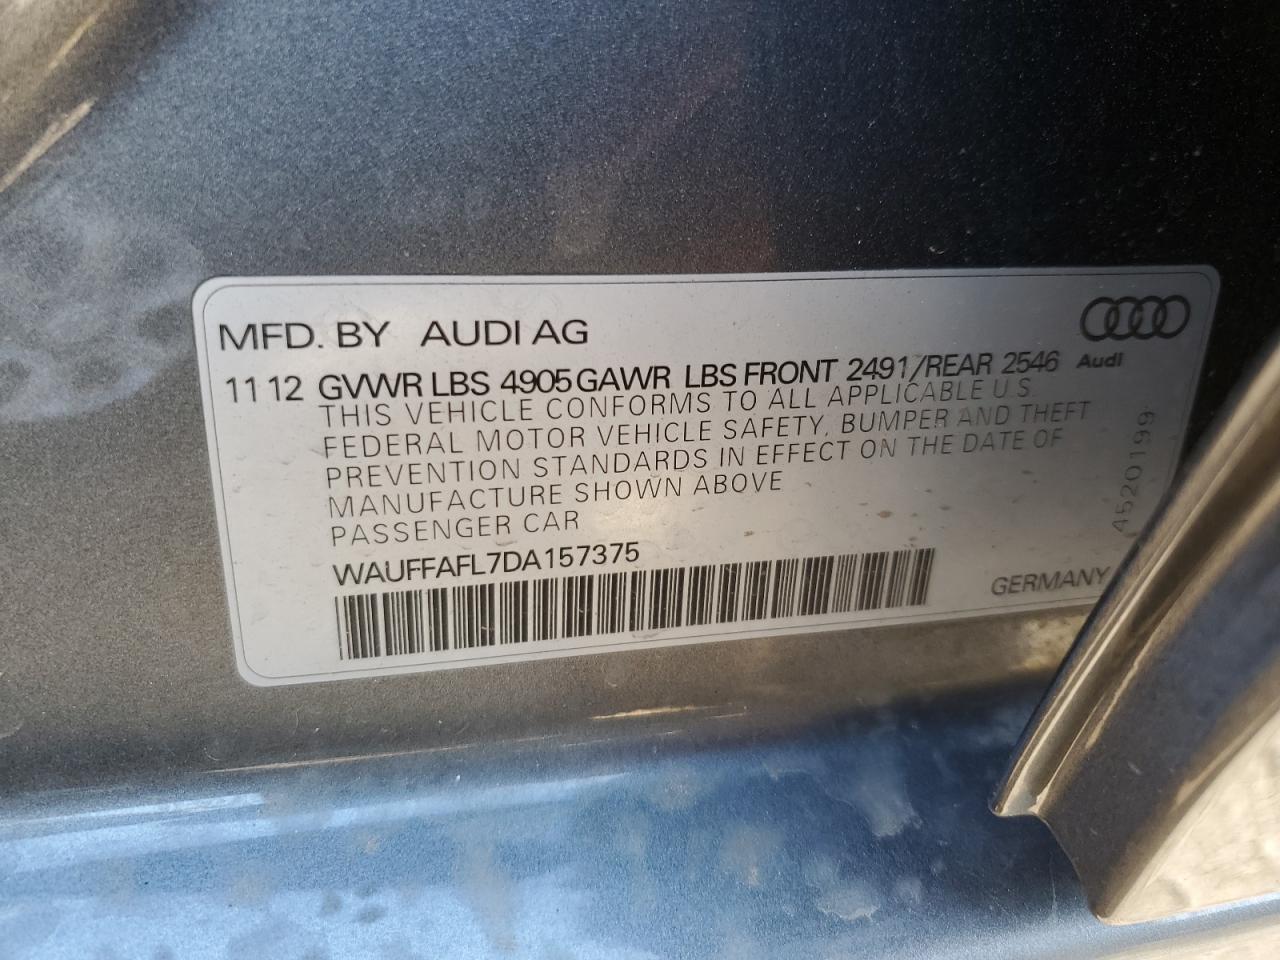 MFD. BY AUDI AG
Audi
11 12 GVWR LBS 4905 GAWR LBS FRONT 2491/REAR 2546
THIS VEHICLE CONFORMS TO ALL APPLICABLE U.S.
FEDERAL MOTOR VEHICLE SAFETY, BUMPER AND THEFT
PREVENTION STANDARDS IN EFFECT ON THE DATE OF
MANUFACTURE SHOWN ABOVE
PASSENGER CAR
WAUFFAFL7DA157375
GERMANY
4520199